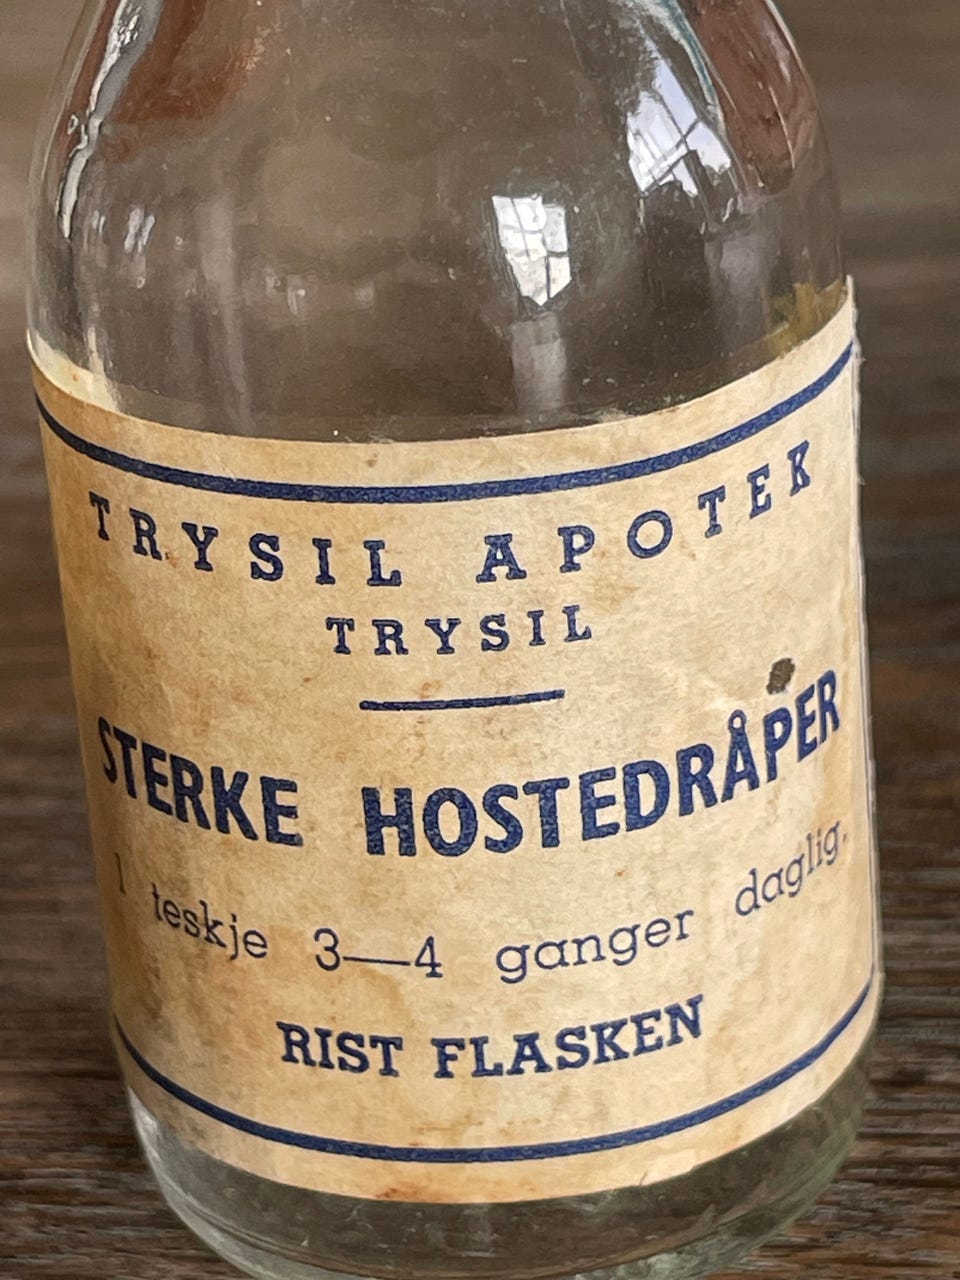 TRYSIL APOTEK
TRYSIL
STERKE HOSTEDRÅPER
1 teskje 3—4 ganger daglig.
RIST FLASKEN